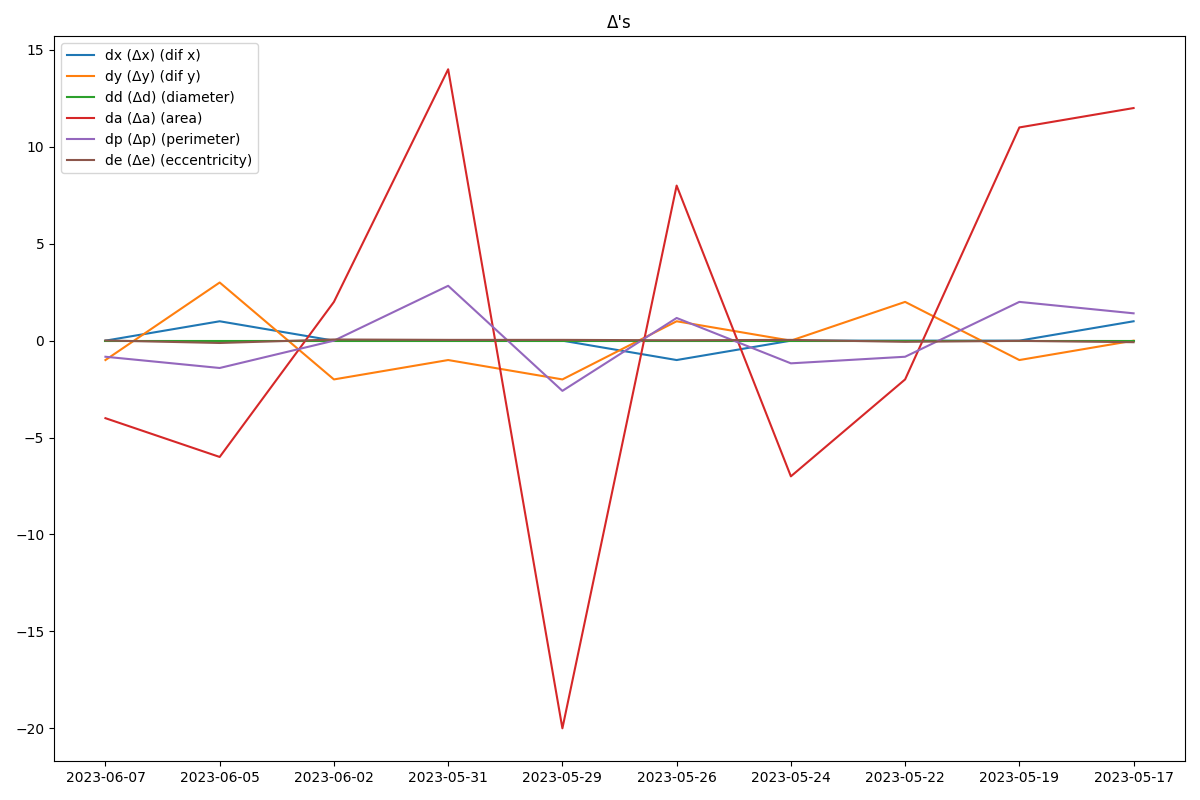 Δ's
dx (Δx) (dif x)
dy (Δy) (dif y)
dd (Δd) (diameter)
da (Δa) (area)
dp (Δp) (perimeter)
de (Δe) (eccentricity)
15
10
5
0
−5
−10
−15
−20
2023-06-07 2023-06-05 2023-06-02 2023-05-31 2023-05-29 2023-05-26 2023-05-24 2023-05-22 2023-05-19 2023-05-17